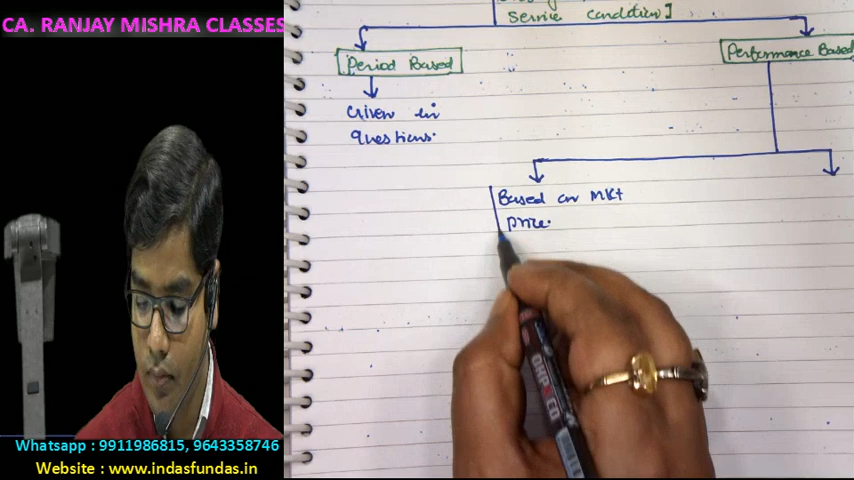 CA. RANJAY MISHRA CLASSES
Service condition]
Period Based
Performance Based
Given in
questions.
Based on MKt
price.
Whatsapp : 9911986815, 9643358746
Website : www.indasfundas.in